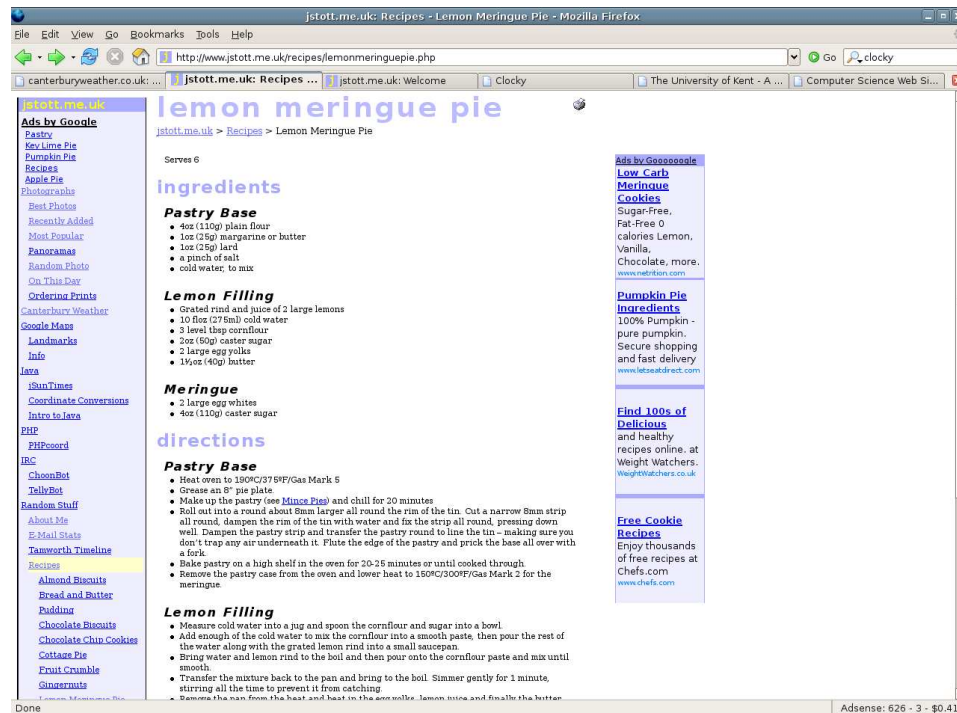 jstott.me.uk: Recipes - Lemon Meringue Pie - Mozilla Firefox
File Edit View Go Bookmarks Tools Help
http://www.jstott.me.uk/recipes/lemonmeringuepie.php
Go
clocky
canterburyweather.co.uk: ...
jstott.me.uk: Recipes ...
jstott.me.uk: Welcome
Clocky
The University of Kent - A ...
Computer Science Web Si...
jstott.me.uk
Ads by Google
Pastry
Key Lime Pie
Pumpkin Pie
Recipes
Apple Pie
Photographs
Best Photos
Recently Added
Most Popular
Panoramas
Random Photo
On This Day
Ordering Prints
Canterbury Weather
Google Maps
Landmarks
Info
Java
iSunTimes
Coordinate Conversions
Intro to Java
PHP
PHPcoord
IRC
ChoonBot
TellyBot
Random Stuff
About Me
E-Mail Stats
Tamworth Timeline
Recipes
Almond Biscuits
Bread and Butter
Pudding
Chocolate Biscuits
Chocolate Chip Cookies
Cottage Pie
Fruit Crumble
Gingernuts
Lemon Meringue Pie
lemon meringue pie
jstott.me.uk > Recipes > Lemon Meringue Pie
Serves 6
ingredients
Pastry Base
4oz (110g) plain flour
1oz (25g) margarine or butter
1oz (25g) lard
a pinch of salt
cold water, to mix
Lemon Filling
Grated rind and juice of 2 large lemons
10 floz (275ml) cold water
3 level tbsp cornflour
2oz (50g) caster sugar
2 large egg yolks
1½oz (40g) butter
Meringue
2 large egg whites
4oz (110g) caster sugar
directions
Pastry Base
Heat oven to 190ºC/375ºF/Gas Mark 5
Grease an 8" pie plate.
Make up the pastry (see Mince Pies) and chill for 20 minutes
Roll out into a round about 8mm larger all round the rim of the tin. Cut a narrow 8mm strip
all round, dampen the rim of the tin with water and fix the strip all round, pressing down
well. Dampen the pastry strip and transfer the pastry round to line the tin – making sure you
don't trap any air underneath it. Flute the edge of the pastry and prick the base all over with
a fork.
Bake pastry on a high shelf in the oven for 20-25 minutes or until cooked through.
Remove the pastry case from the oven and lower heat to 150ºC/300ºF/Gas Mark 2 for the
meringue.
Lemon Filling
Measure cold water into a jug and spoon the cornflour and sugar into a bowl.
Add enough of the cold water to mix the cornflour into a smooth paste, then pour the rest of
the water along with the grated lemon rind into a small saucepan.
Bring water and lemon rind to the boil and then pour onto the cornflour paste and mix until
smooth.
Transfer the mixture back to the pan and bring to the boil. Simmer gently for 1 minute,
stirring all the time to prevent it from catching.
Remove the pan from the heat and beat in the egg yolks, lemon juice and finally the butter.
Ads by Goooooogle
Low Carb
Meringue
Cookies
Sugar-Free,
Fat-Free 0
calories Lemon,
Vanilla,
Chocolate, more.
www.netrition.com
Pumpkin Pie
Ingredients
100% Pumpkin -
pure pumpkin.
Secure shopping
and fast delivery
www.letseatdirect.com
Find 100s of
Delicious
and healthy
recipes online. at
Weight Watchers.
WeightWatchers.co.uk
Free Cookie
Recipes
Enjoy thousands
of free recipes at
Chefs.com
www.chefs.com
Done
Adsense: 626 - 3 - $0.41